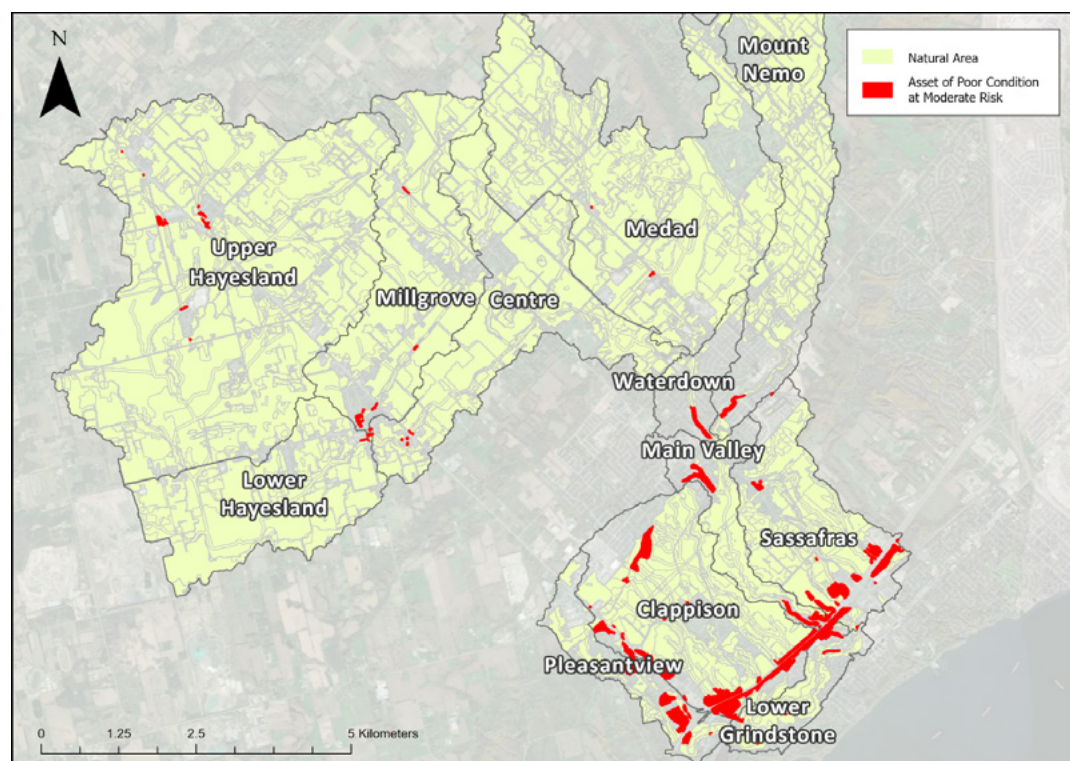 N
Natural Area
Asset of Poor Condition
at Moderate Risk
Mount
Nemo
Medad
Upper
Hayesland
Millgrove
Centre
Waterdown
Main Valley
Lower
Hayesland
Sassafras
Clappison
Pleasantview
Lower
Grindstone
0 1.25 2.5 5 Kilometers